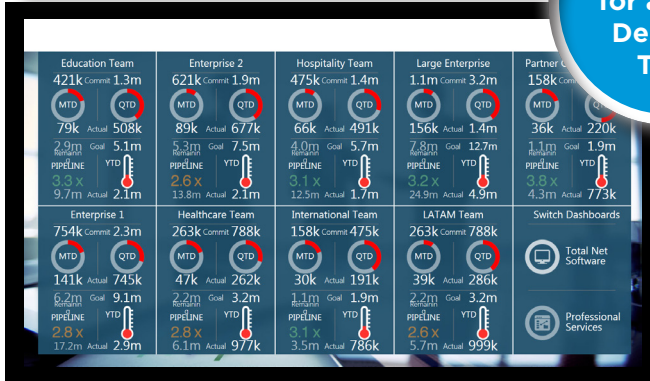 for a
De
T
Education Team
421k Commit 1.3m
MTD QTD
79k Actual 508k
2.9m Goal 5.1m
Remainin
PIPELINE YTD
3.3 x
9.7m Actual 2.1m
Enterprise 2
621k Commit 1.9m
MTD QTD
89k Actual 677k
5.3m Goal 7.5m
Remainin
PIPELINE YTD
2.6 x
13.8m Actual 2.1m
Hospitality Team
475k Commit 1.4m
MTD QTD
66k Actual 491k
4.0m Goal 5.7m
Remainin
PIPELINE YTD
3.1 x
12.5m Actual 1.7m
Large Enterprise
1.1m Commit 3.2m
MTD QTD
156k Actual 1.4m
7.8m Goal 12.7m
Remainin
PIPELINE YTD
3.2 x
24.9m Actual 4.9m
Partner
158k Commit
MTD
36k Actual 220k
1.1m Goal 1.9m
Remainin
PIPELINE YTD
3.8 x
4.3m Actual 773k
Enterprise 1
754k Commit 2.3m
MTD QTD
141k Actual 745k
6.2m Goal 9.1m
Remainin
PIPELINE YTD
2.8 x
17.2m Actual 2.9m
Healthcare Team
263k Commit 788k
MTD QTD
47k Actual 262k
2.2m Goal 3.2m
Remainin
PIPELINE YTD
2.8 x
6.1m Actual 977k
International Team
158k Commit 475k
MTD QTD
30k Actual 191k
1.1m Goal 1.9m
Remainin
PIPELINE YTD
3.1 x
3.5m Actual 786k
LATAM Team
263k Commit 788k
MTD QTD
39k Actual 286k
2.2m Goal 3.2m
Remainin
PIPELINE YTD
2.6 x
5.7m Actual 999k
Switch Dashboards
Total Net
Software
Professional
Services